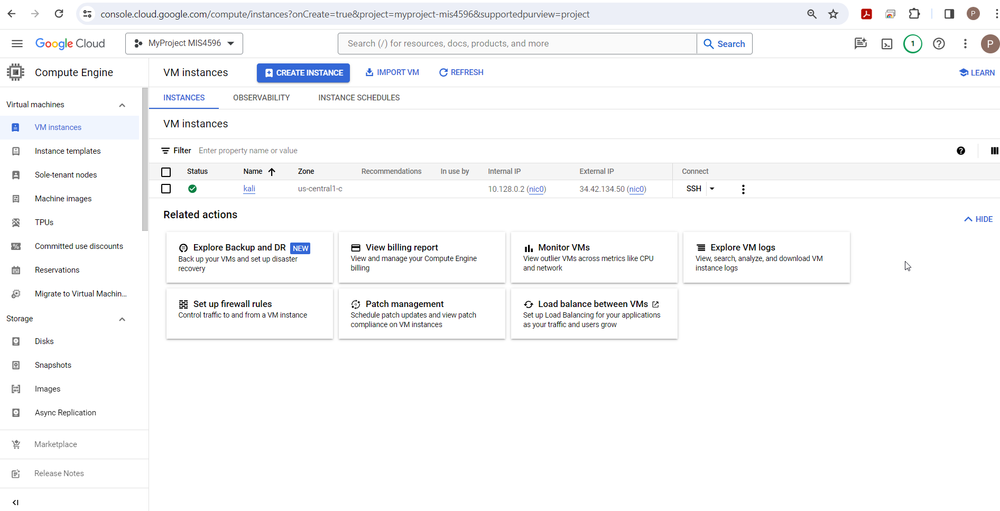 console.cloud.google.com/compute/instances?onCreate=true&project=myproject-mis4596&supportedpurview=project
P
Google Cloud
MyProject MIS4596
Search (/) for resources, docs, products, and more
Search
1
P
Compute Engine
VM instances
CREATE INSTANCE
IMPORT VM
REFRESH
LEARN
INSTANCES
OBSERVABILITY
INSTANCE SCHEDULES
Virtual machines
VM instances
Instance templates
Sole-tenant nodes
Machine images
TPUs
Committed use discounts
Reservations
Migrate to Virtual Machin...
Storage
Disks
Snapshots
Images
Async Replication
Marketplace
Release Notes
VM instances
Filter Enter property name or value
Status Name Zone Recommendations In use by Internal IP External IP Connect
kali us-central1-c 10.128.0.2 (nic0) 34.42.134.50 (nic0) SSH
Related actions
HIDE
Explore Backup and DR NEW
Back up your VMs and set up disaster
recovery
View billing report
View and manage your Compute Engine
billing
Monitor VMs
View outlier VMs across metrics like CPU
and network
Explore VM logs
View, search, analyze, and download VM
instance logs
Set up firewall rules
Control traffic to and from a VM instance
Patch management
Schedule patch updates and view patch
compliance on VM instances
Load balance between VMs
Set up Load Balancing for your applications
as your traffic and users grow